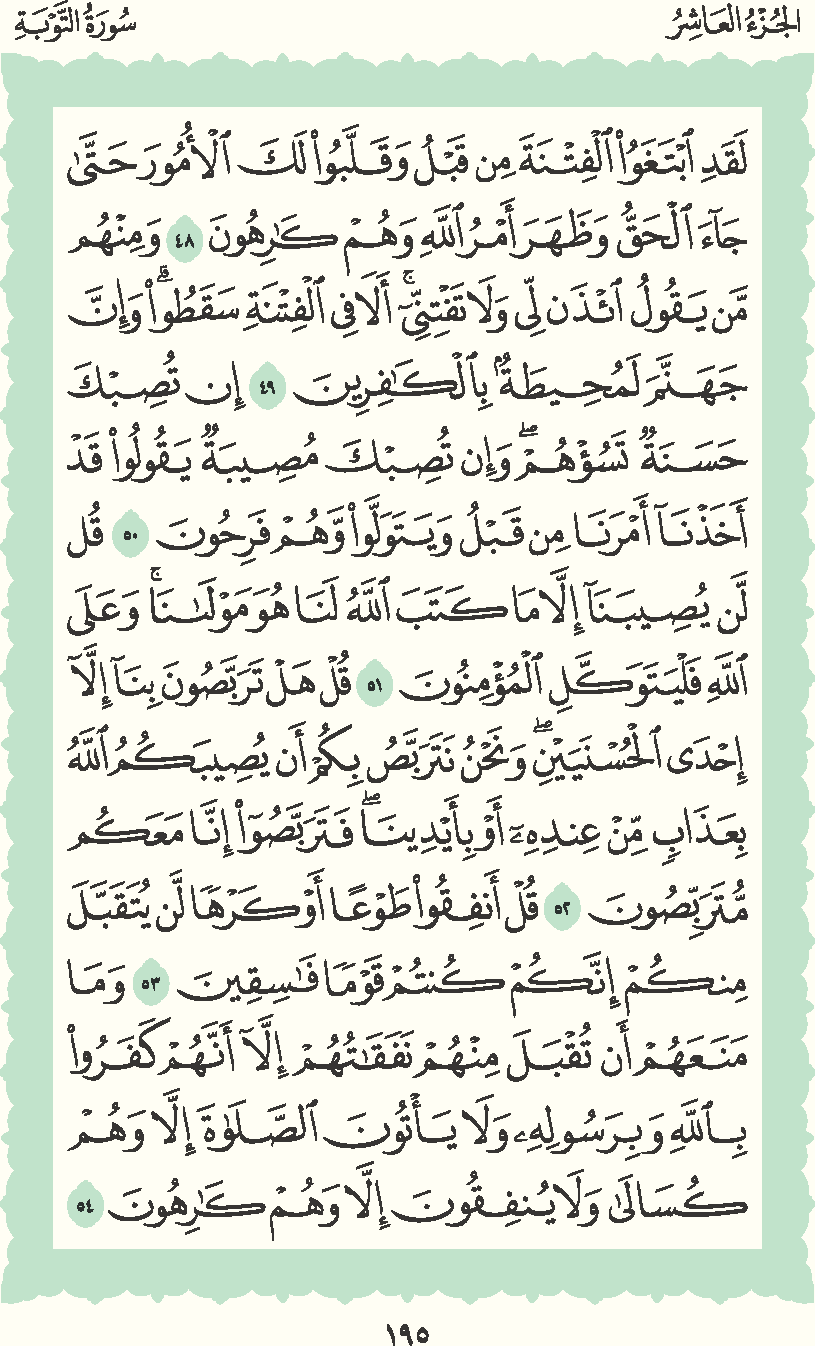 الجُزْءُ العَاشِرُ
سُورَةُ التَّوْبَةِ
لَقَدِ ٱبْتَغَوُا۟ ٱلْفِتْنَةَ مِن قَبْلُ وَقَلَّبُوا۟ لَكَ ٱلْأُمُورَ حَتَّىٰ
جَآءَ ٱلْحَقُّ وَظَهَرَ أَمْرُ ٱللَّهِ وَهُمْ كَـٰرِهُونَ ٤٨ وَمِنْهُم
مَّن يَقُولُ ٱئْذَن لِّى وَلَا تَفْتِنِّىٓ ۚ أَلَا فِى ٱلْفِتْنَةِ سَقَطُوا۟ ۗ وَإِنَّ
جَهَنَّمَ لَمُحِيطَةٌۢ بِٱلْكَـٰفِرِينَ ٤٩ إِن تُصِبْكَ
حَسَنَةٌ تَسُؤْهُمْ ۖ وَإِن تُصِبْكَ مُصِيبَةٌ يَقُولُوا۟ قَدْ
أَخَذْنَآ أَمْرَنَا مِن قَبْلُ وَيَتَوَلَّوا۟ وَّهُمْ فَرِحُونَ ٥٠ قُل
لَّن يُصِيبَنَآ إِلَّا مَا كَتَبَ ٱللَّهُ لَنَا هُوَ مَوْلَىٰنَا ۚ وَعَلَى
ٱللَّهِ فَلْيَتَوَكَّلِ ٱلْمُؤْمِنُونَ ٥١ قُلْ هَلْ تَرَبَّصُونَ بِنَآ إِلَّآ
إِحْدَى ٱلْحُسْنَيَيْنِ ۖ وَنَحْنُ نَتَرَبَّصُ بِكُمْ أَن يُصِيبَكُمُ ٱللَّهُ
بِعَذَابٍ مِّنْ عِندِهِۦٓ أَوْ بِأَيْدِينَا ۖ فَتَرَبَّصُوٓا۟ إِنَّا مَعَكُم
مُّتَرَبِّصُونَ ٥٢ قُلْ أَنفِقُوا۟ طَوْعًا أَوْ كَرْهًا لَّن يُتَقَبَّلَ
مِنكُمْ إِنَّكُمْ كُنتُمْ قَوْمًا فَـٰسِقِينَ ٥٣ وَمَا
مَنَعَهُمْ أَن تُقْبَلَ مِنْهُمْ نَفَقَـٰتُهُمْ إِلَّآ أَنَّهُمْ كَفَرُوا۟
بِٱللَّهِ وَبِرَسُولِهِۦ وَلَا يَأْتُونَ ٱلصَّلَوٰةَ إِلَّا وَهُمْ
كُسَالَىٰ وَلَا يُنفِقُونَ إِلَّا وَهُمْ كَـٰرِهُونَ ٥٤
١٩٥